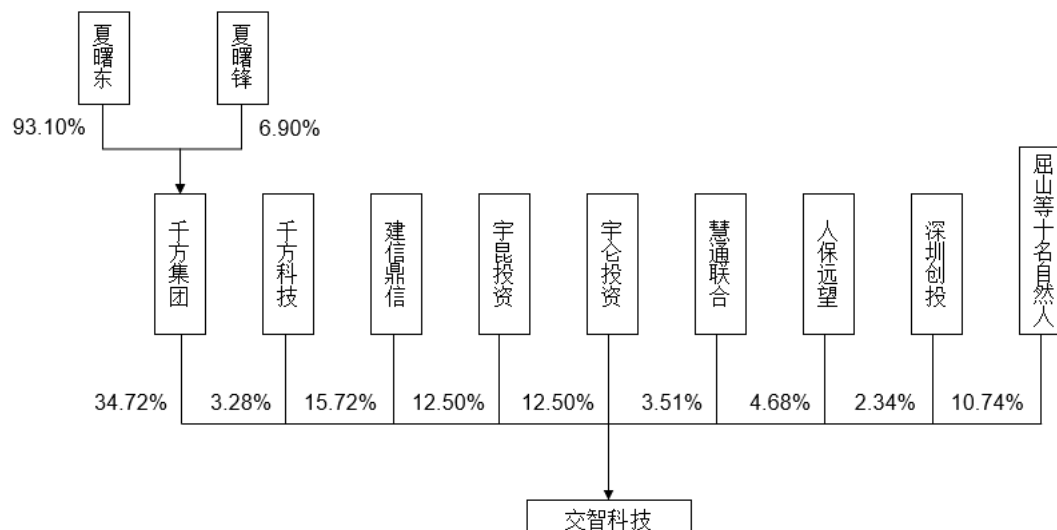 夏曙东
夏曙锋
93.10%
6.90%
千方集团
千方科技
建信鼎信
宇昆投资
宇仑投资
慧通联合
人保远望
深圳创投
屈山等十名自然人
34.72%
3.28%
15.72%
12.50%
12.50%
3.51%
4.68%
2.34%
10.74%
交智科技